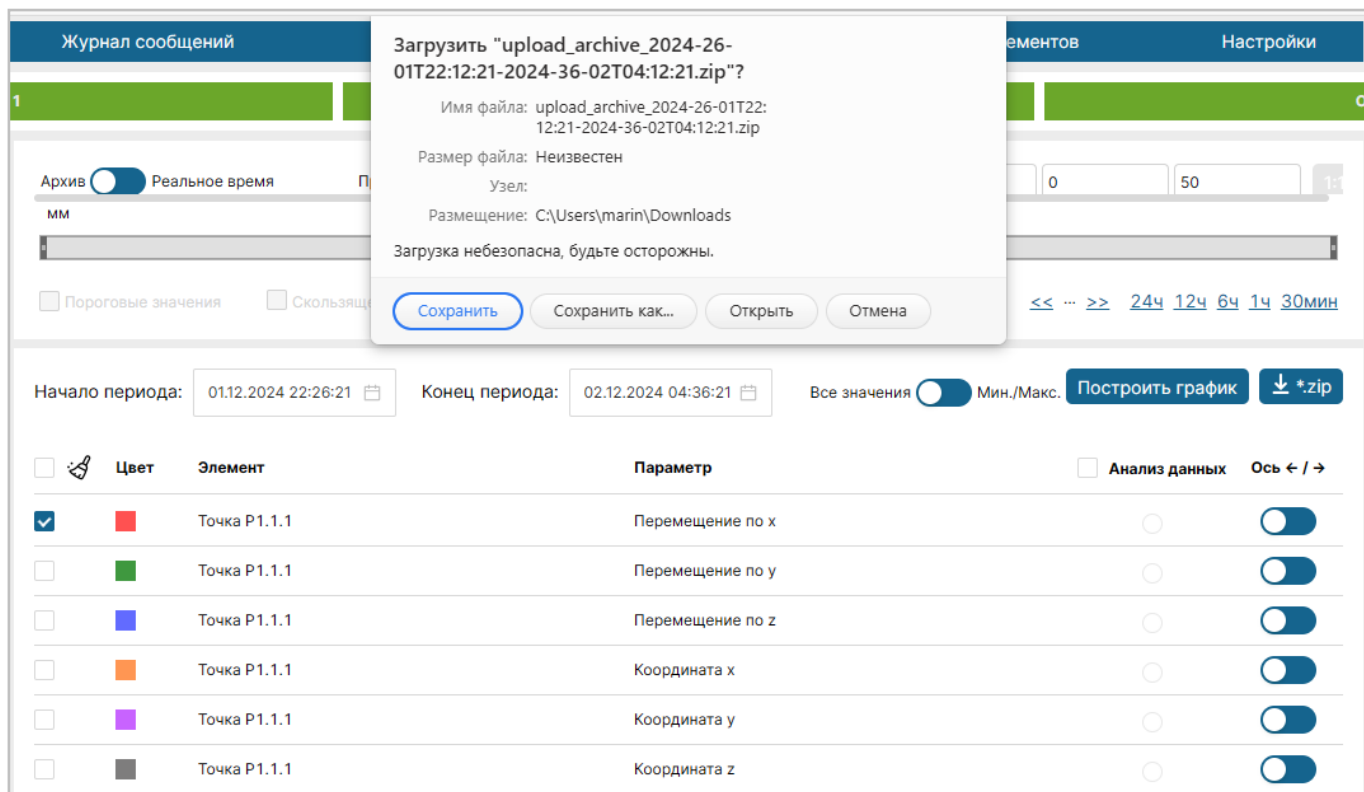 Журнал сообщений
ементов
Настройки
Загрузить "upload_archive_2024-26-
01T22:12:21-2024-36-02T04:12:21.zip"?
Имя файла: upload_archive_2024-26-01T22:
12:21-2024-36-02T04:12:21.zip
Размер файла: Неизвестен
Узел:
Размещение: C:\Users\marin\Downloads
Загрузка небезопасна, будьте осторожны.
Сохранить Сохранить как... Открыть Отмена
1
Архив Реальное время
0 50 1:1
мм
Пороговые значения Скользяще
<< ... >> 24ч 12ч 6ч 1ч 30мин
Начало периода: 01.12.2024 22:26:21 Конец периода: 02.12.2024 04:36:21 Все значения Мин./Макс. Построить график *.zip
Цвет Элемент Параметр Анализ данных Ось ← / →
Точка P1.1.1 Перемещение по x
Точка P1.1.1 Перемещение по y
Точка P1.1.1 Перемещение по z
Точка P1.1.1 Координата x
Точка P1.1.1 Координата y
Точка P1.1.1 Координата z